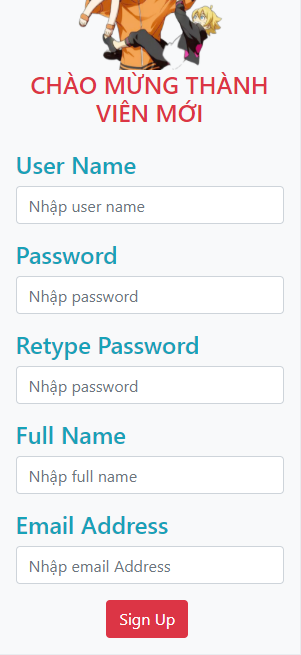 CHÀO MỪNG THÀNH
VIÊN MỚI
User Name
Nhập user name
Password
Nhập password
Retype Password
Nhập password
Full Name
Nhập full name
Email Address
Nhập email Address
Sign Up